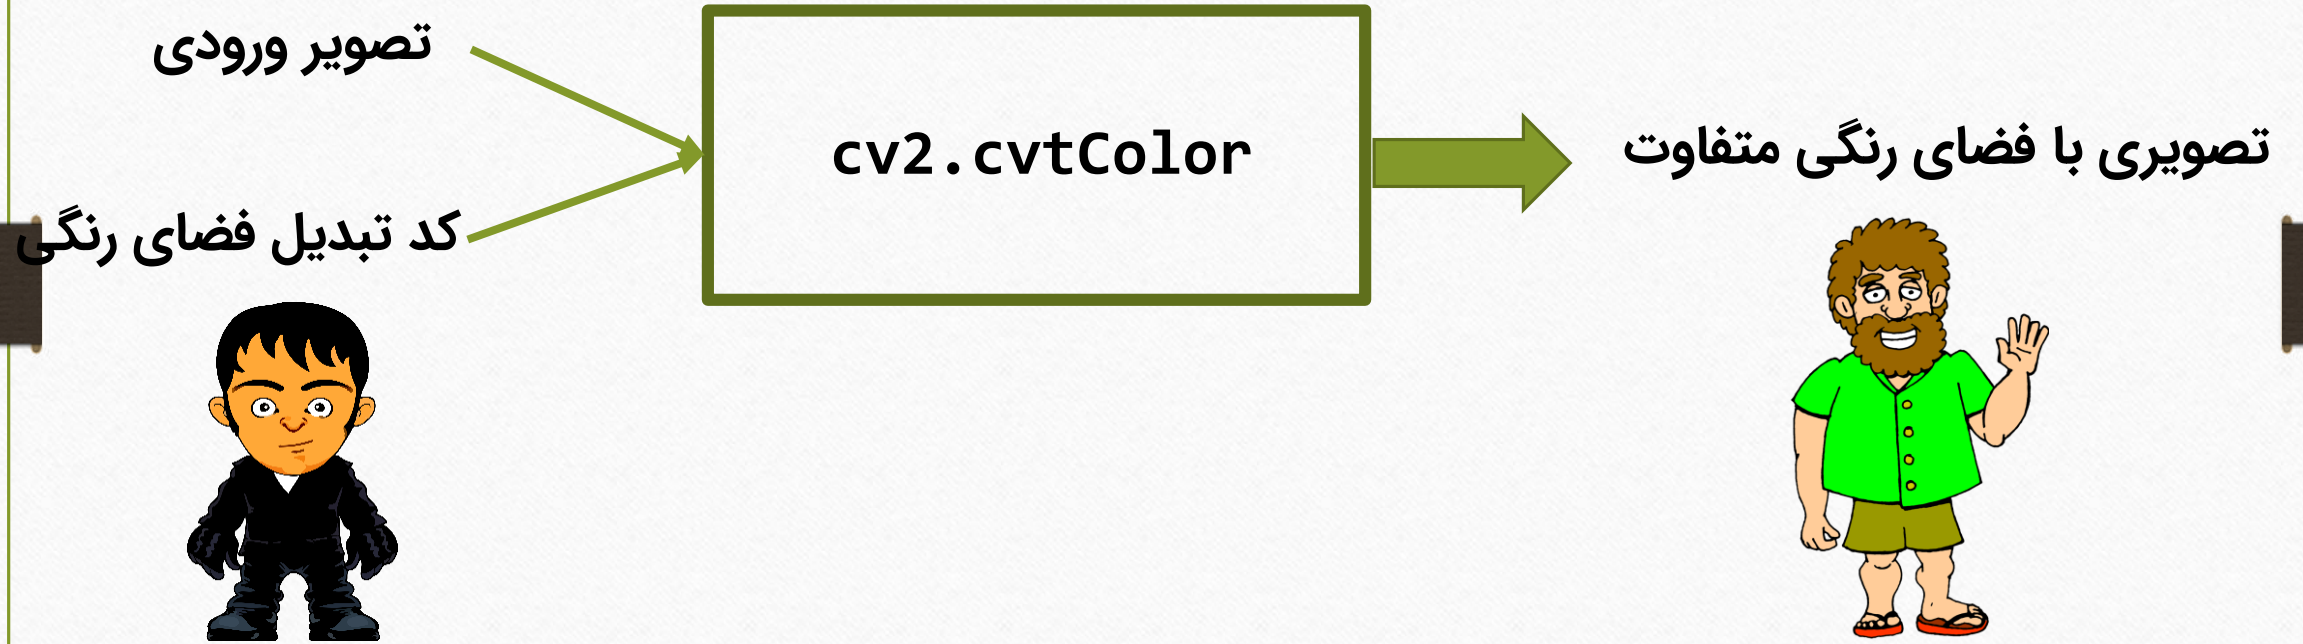 تصویر ورودی
کد تبدیل فضای رنگی
cv2.cvtColor
تصویری با فضای رنگی متفاوت